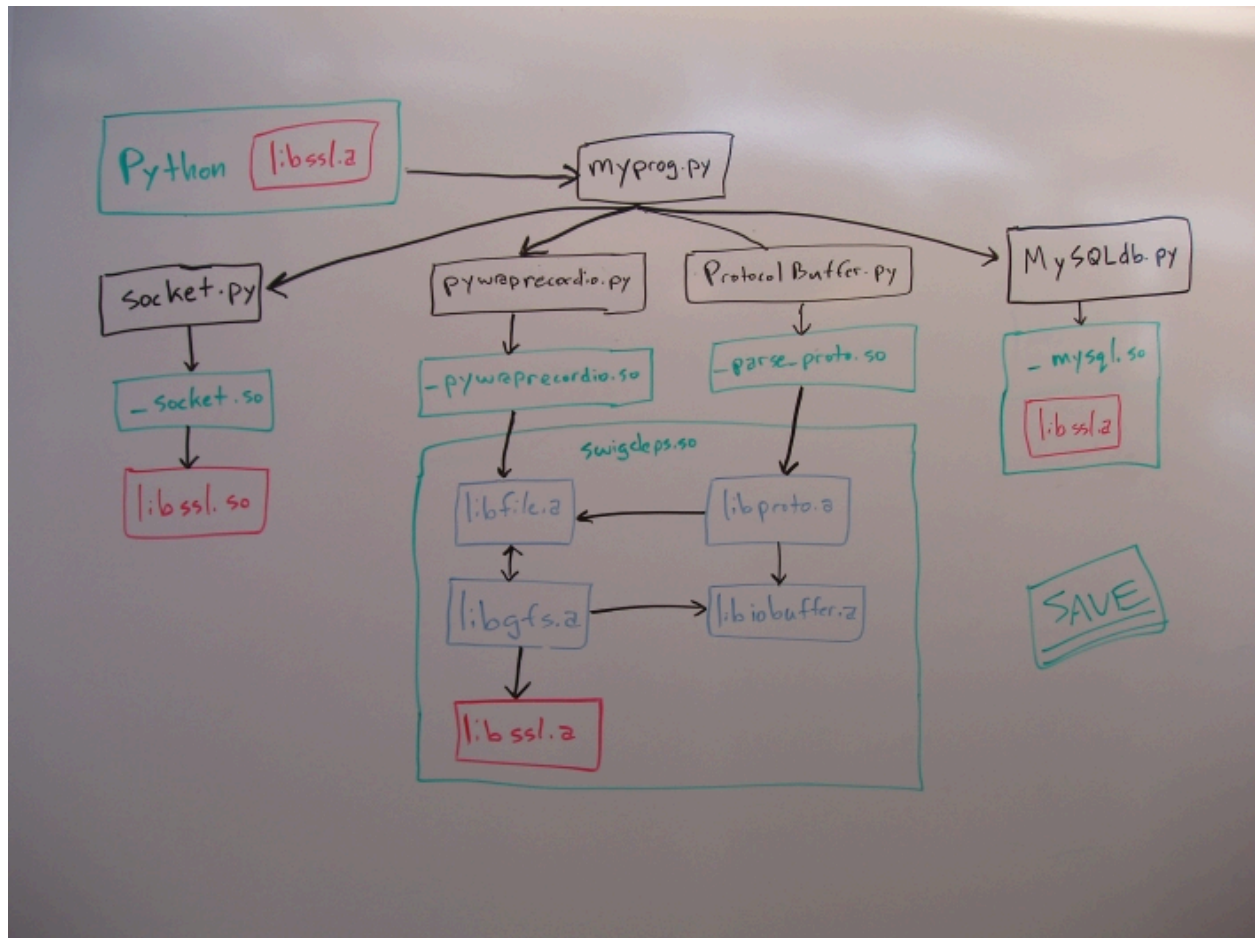 Python libssl.a
myprog.py
socket.py
pywraprecordio.py
ProtocolBuffer.py
MySQLdb.py
_socket.so
_pywraprecordio.so
_parse_proto.so
_mysql.so
libssl.a
libssl.so
swigdeps.so
libfile.a
libproto.a
libgfs.a
libiobuffer.a
libssl.a
SAVE